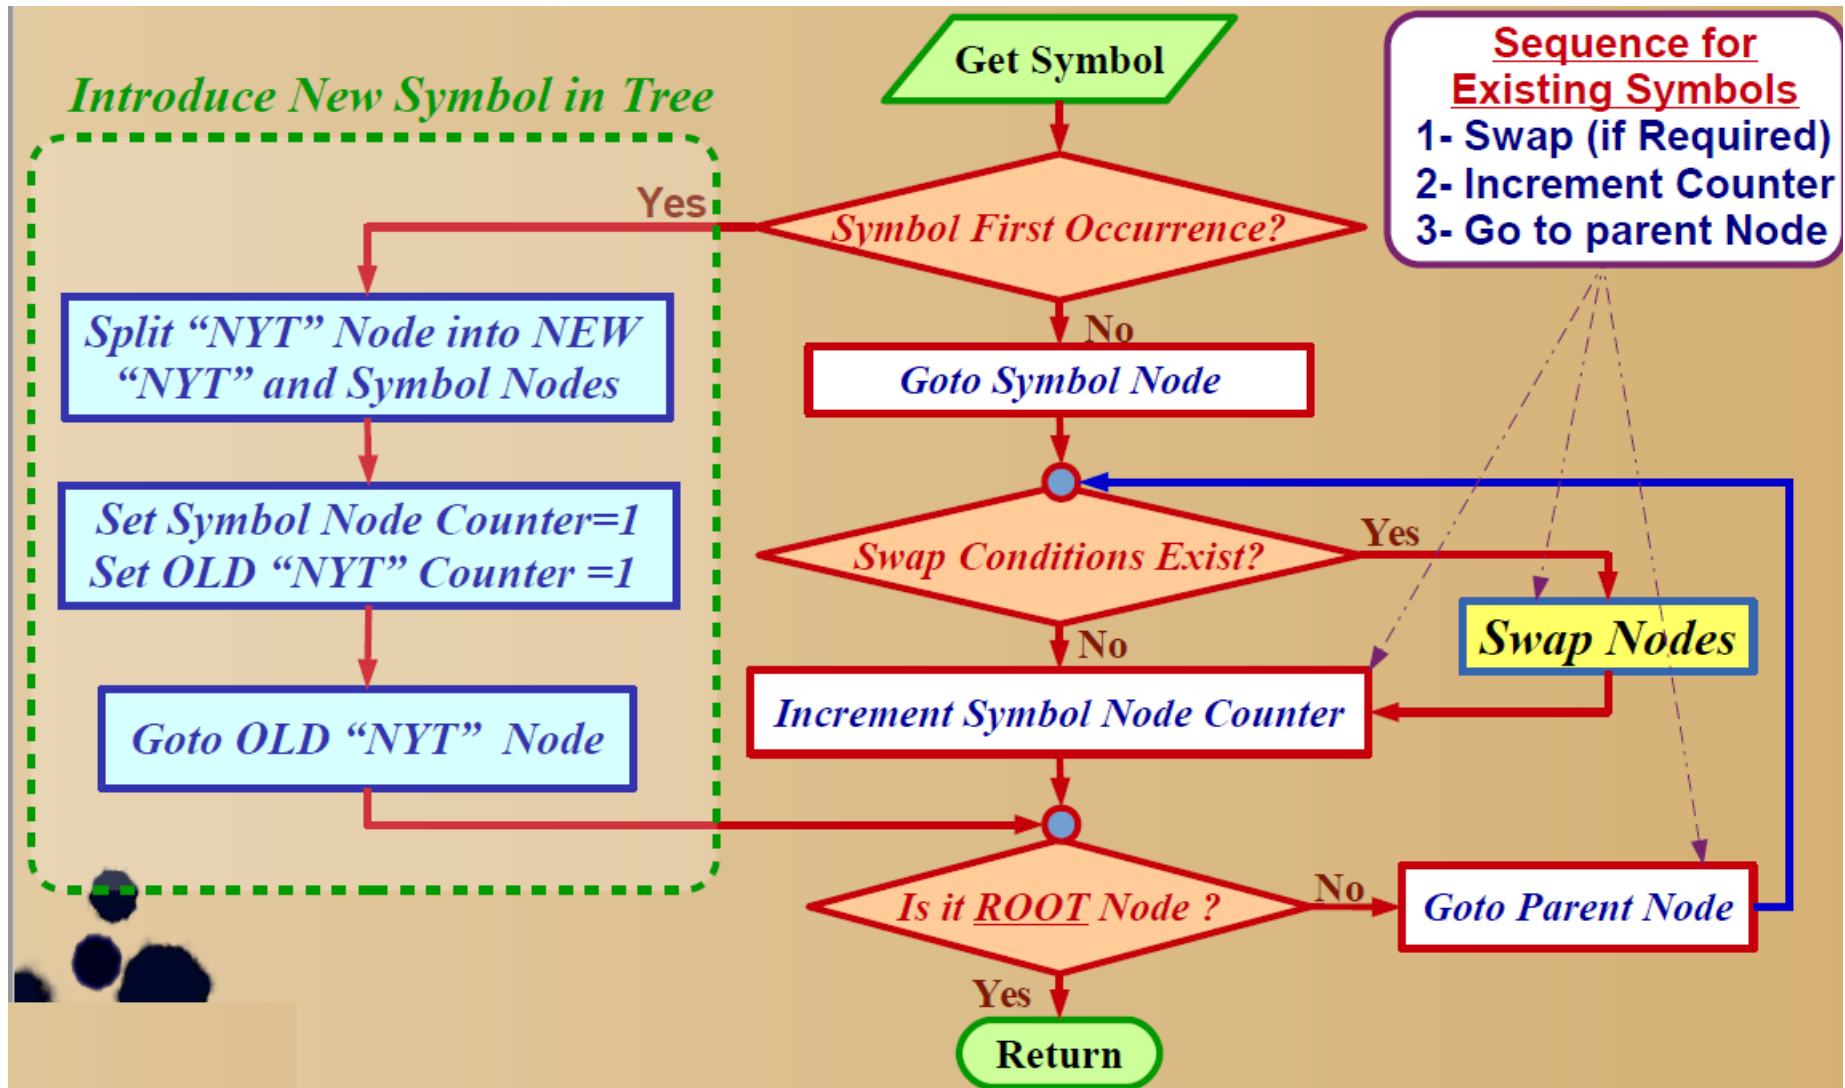 Get Symbol
Sequence for
Existing Symbols
1- Swap (if Required)
2- Increment Counter
3- Go to parent Node
Introduce New Symbol in Tree
Yes
Symbol First Occurrence?
No
Split “NYT” Node into NEW
“NYT” and Symbol Nodes
Goto Symbol Node
Set Symbol Node Counter=1
Set OLD “NYT” Counter =1
Swap Conditions Exist?
Yes
No
Swap Nodes
Goto OLD “NYT” Node
Increment Symbol Node Counter
Is it ROOT Node ?
No
Goto Parent Node
Yes
Return